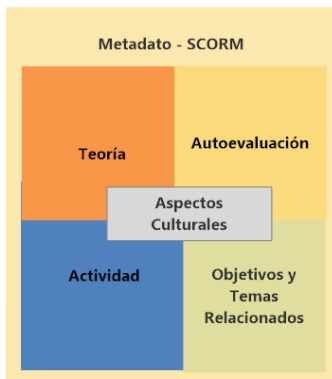 Metadato - SCORM
Teoría
Autoevaluación
Aspectos
Culturales
Actividad
Objetivos y
Temas
Relacionados